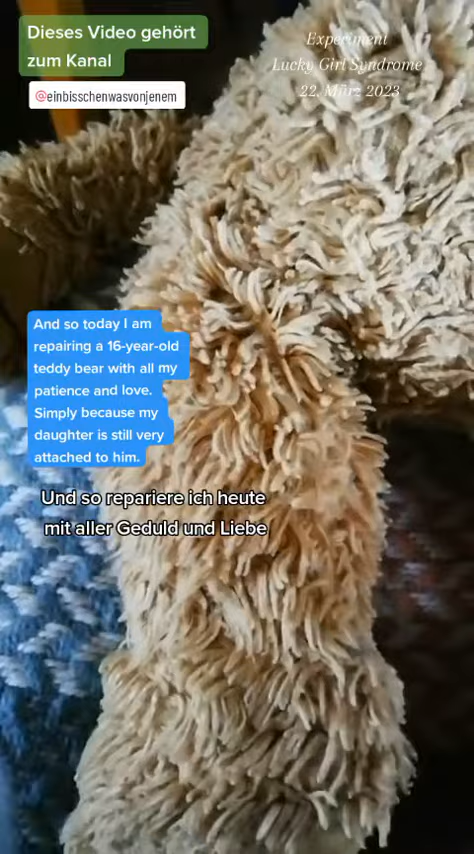 Dieses Video gehört
zum Kanal
@einbisschenwasvonjenem
Experiment
Lucky Girl Syndrome
22. März 2023
And so today I am
repairing a 16-year-old
teddy bear with all my
patience and love.
Simply because my
daughter is still very
attached to him.
Und so repariere ich heute
mit aller Geduld und Liebe